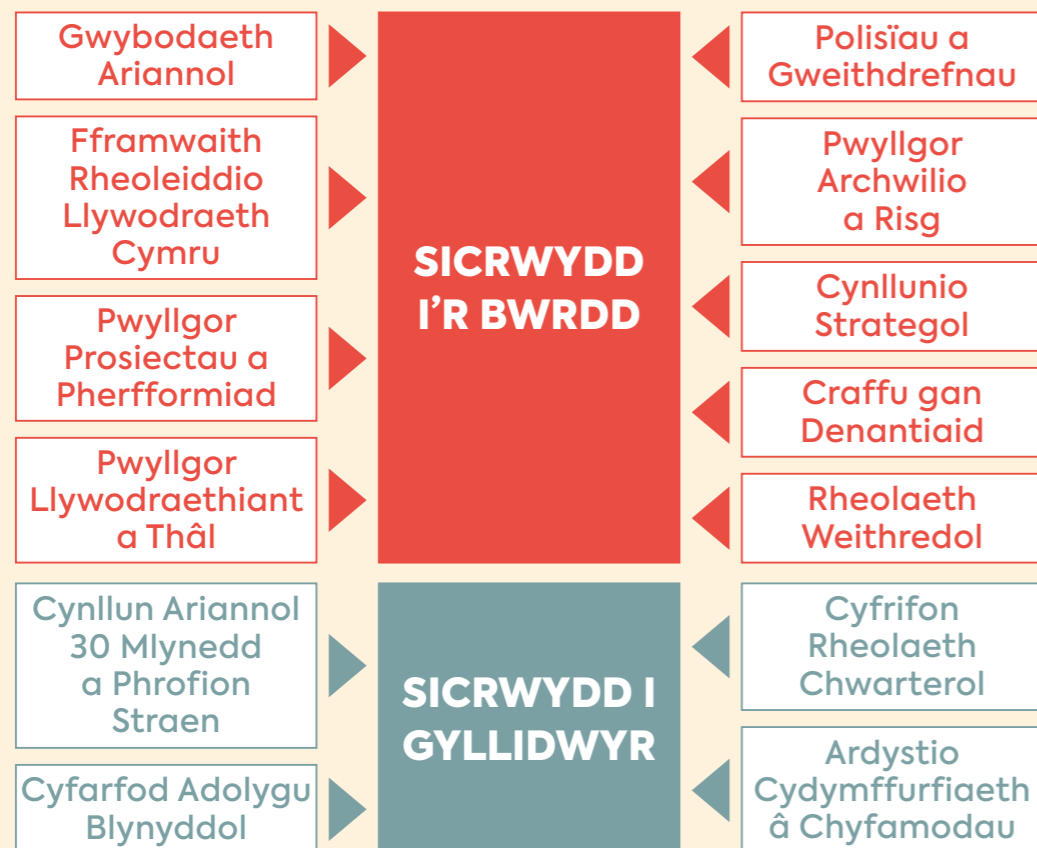 Gwybodaeth
Ariannol
Fframwaith
Rheoleiddio
Llywodraeth
Cymru
Pwyllgor
Prosiectau a
Pherfformiad
Pwyllgor
Llywodraethiant
a Thâl
SICRWYDD
I’R BWRDD
Polisïau a
Gweithdrefnau
Pwyllgor
Archwilio
a Risg
Cynllunio
Strategol
Craffu gan
Denantiaid
Rheolaeth
Weithredol
Cynllun Ariannol
30 Mlynedd
a Phrofion
Straen
Cyfarfod Adolygu
Blynyddol
SICRWYDD I
GYLLIDWYR
Cyfrifon
Rheolaeth
Chwarterol
Ardystio
Cydymffurfiaeth
â Chyfamodau